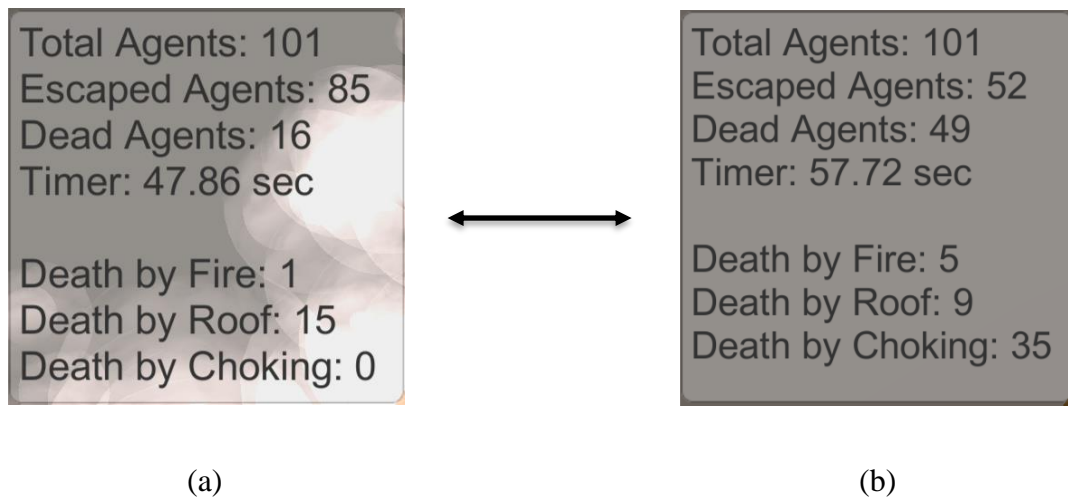 Total Agents: 101
Escaped Agents: 85
Dead Agents: 16
Timer: 47.86 sec
Death by Fire: 1
Death by Roof: 15
Death by Choking: 0
Total Agents: 101
Escaped Agents: 52
Dead Agents: 49
Timer: 57.72 sec
Death by Fire: 5
Death by Roof: 9
Death by Choking: 35
(a)
(b)